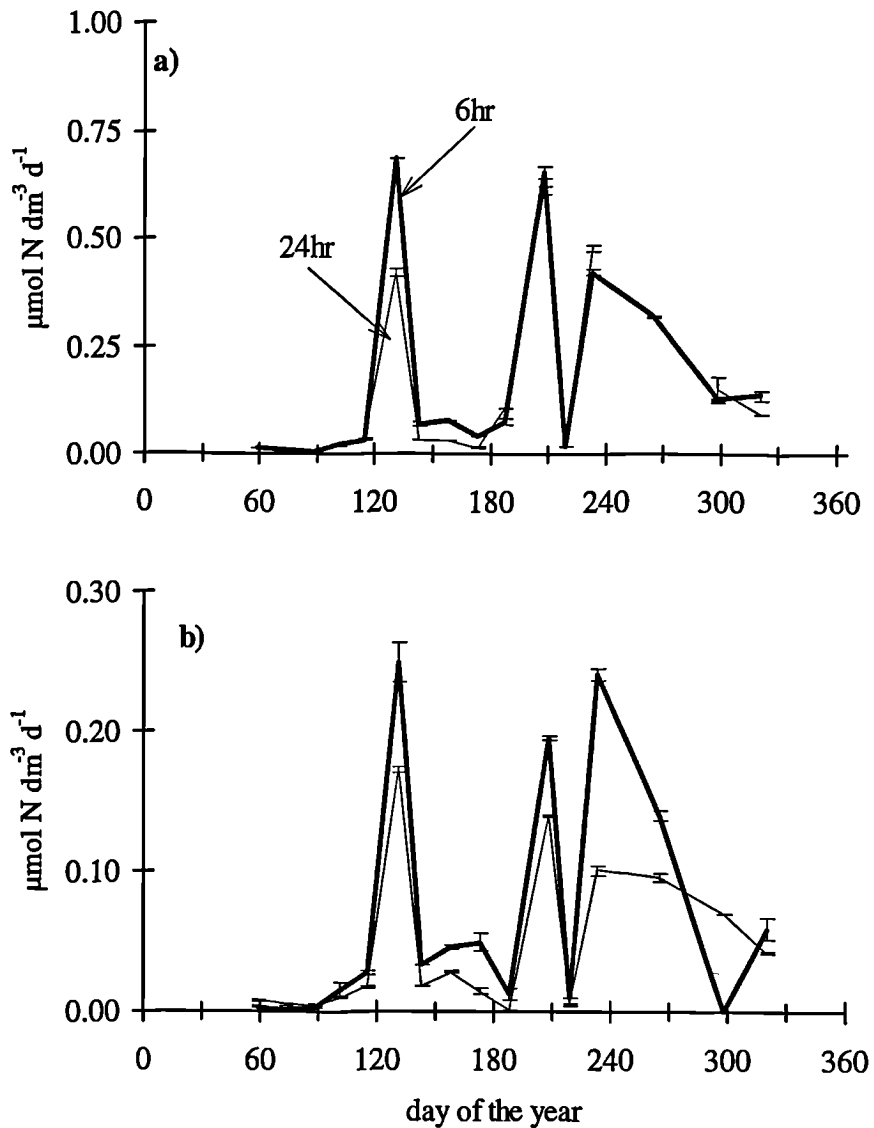 1.00
a)
6hr
0.75
µmol N dm⁻³ d⁻¹
0.50
24hr
0.25
0.00
0 60 120 180 240 300 360
0.30
b)
0.20
µmol N dm⁻³ d⁻¹
0.10
0.00
0 60 120 180 240 300 360
day of the year